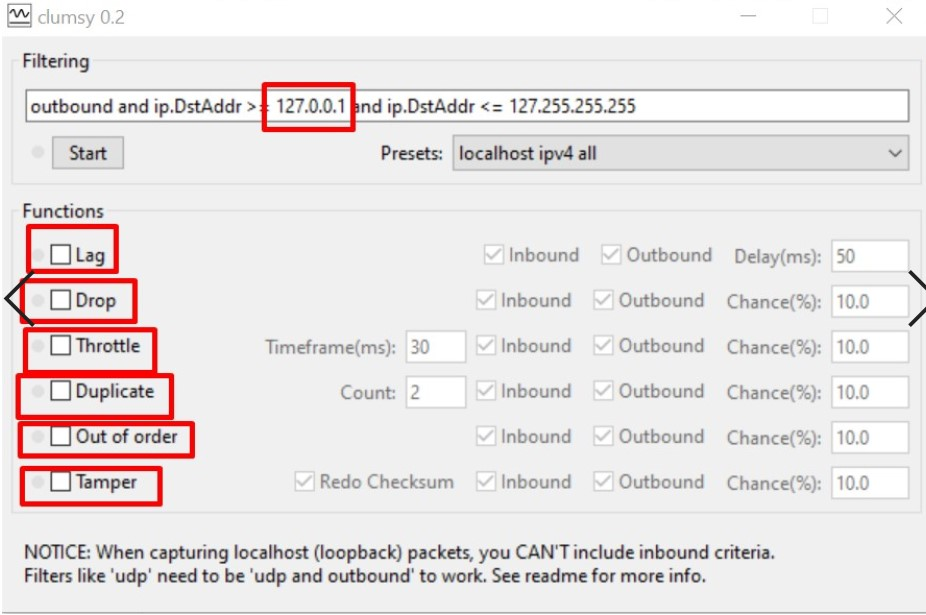 clumsy 0.2
Filtering
outbound and ip.DstAddr >= 127.0.0.1 and ip.DstAddr <= 127.255.255.255
Start Presets: localhost ipv4 all
Functions
Lag Inbound Outbound Delay(ms): 50
Drop Inbound Outbound Chance(%): 10.0
Throttle Timeframe(ms): 30 Inbound Outbound Chance(%): 10.0
Duplicate Count: 2 Inbound Outbound Chance(%): 10.0
Out of order Inbound Outbound Chance(%): 10.0
Tamper Redo Checksum Inbound Outbound Chance(%): 10.0
NOTICE: When capturing localhost (loopback) packets, you CAN'T include inbound criteria.
Filters like 'udp' need to be 'udp and outbound' to work. See readme for more info.